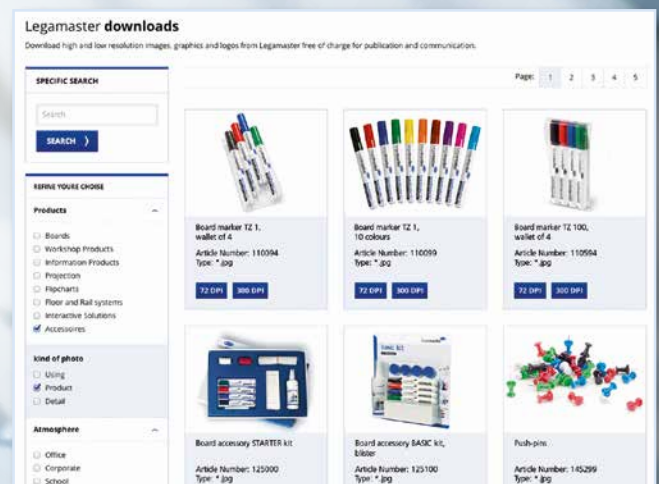 Legamaster downloads
Download high and low resolution images, graphics and logos from Legamaster free of charge for publication and communication.
SPECIFIC SEARCH
Search
SEARCH
REFINE YOURE CHOISE
Products
Boards
Workshop Products
Information Products
Projection
Flipcharts
Floor and Rail systems
Interactive Solutions
Accessoires
kind of photo
Using
Product
Detail
Atmosphere
Office
Corporate
School
Page: 1 2 3 4 5
Board marker TZ 1,
wallet of 4
Article Number: 110094
Type: *.jpg
72 DPI 300 DPI
Board marker TZ 1,
10 colours
Article Number: 110099
Type: *.jpg
72 DPI 300 DPI
Board marker TZ 100,
wallet of 4
Article Number: 110594
Type: *.jpg
72 DPI 300 DPI
Board accessory STARTER kit
Article Number: 125000
Type: *.jpg
Board accessory BASIC kit,
blister
Article Number: 125100
Type: *.jpg
Push-pins
Article Number: 145299
Type: *.jpg